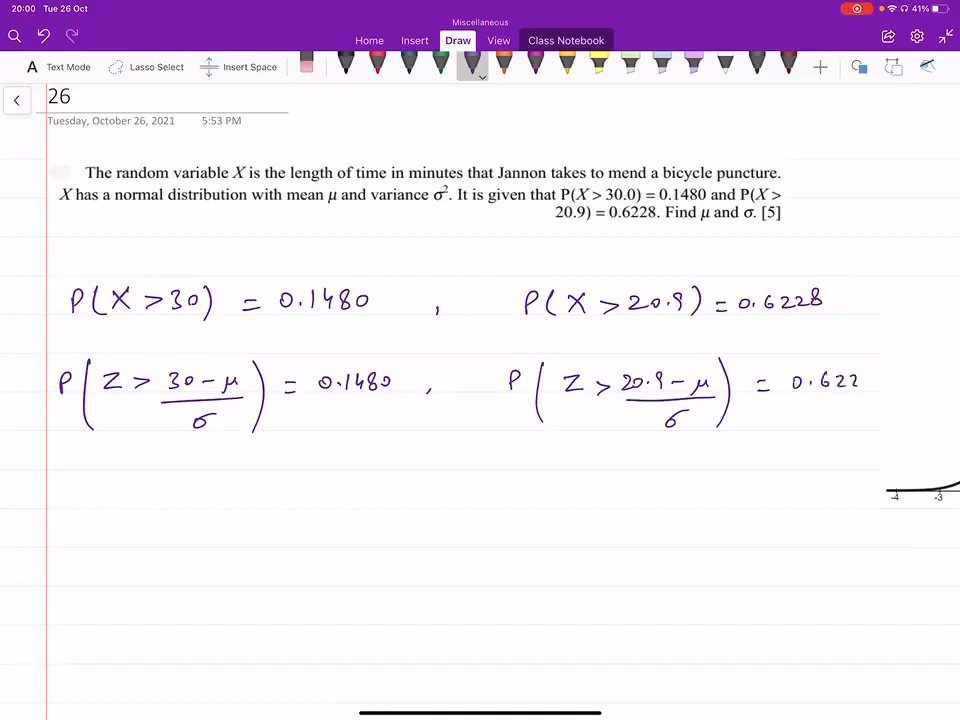 20:00 Tue 26 Oct 41%
Miscellaneous
Home Insert Draw View Class Notebook
A Text Mode Lasso Select Insert Space
26
Tuesday, October 26, 2021 5:53 PM
The random variable X is the length of time in minutes that Jannon takes to mend a bicycle puncture.
X has a normal distribution with mean μ and variance σ². It is given that P(X > 30.0) = 0.1480 and P(X >
20.9) = 0.6228. Find μ and σ. [5]
P(X > 30) = 0.1480 , P(X > 20.9) = 0.6228
P(Z > (30 - μ)/σ) = 0.1480 , P(Z > (20.9 - μ)/σ) = 0.622
-4 -3